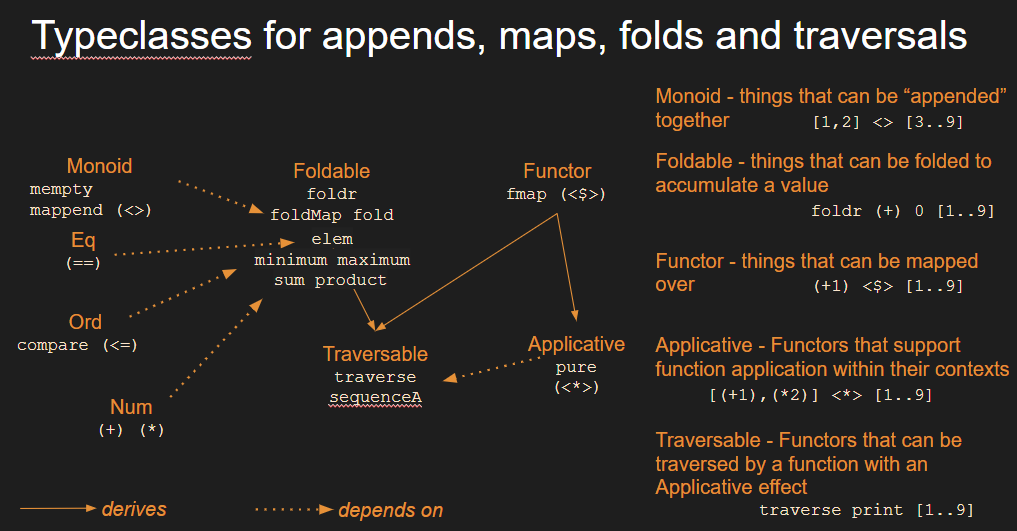 Typeclasses for appends, maps, folds and traversals
Monoid
mempty
mappend (<>)
Eq
(==)
Ord
compare (<=)
Num
(+) (*)
Foldable
foldr
foldMap fold
elem
minimum maximum
sum product
Functor
fmap (<$>)
Traversable
traverse
sequenceA
Applicative
pure
(<*>)
derives
depends on
Monoid - things that can be “appended”
together [1,2] <> [3..9]
Foldable - things that can be folded to
accumulate a value
foldr (+) 0 [1..9]
Functor - things that can be mapped
over (+1) <$> [1..9]
Applicative - Functors that support
function application within their contexts
[(+1),(*2)] <*> [1..9]
Traversable - Functors that can be
traversed by a function with an
Applicative effect
traverse print [1..9]